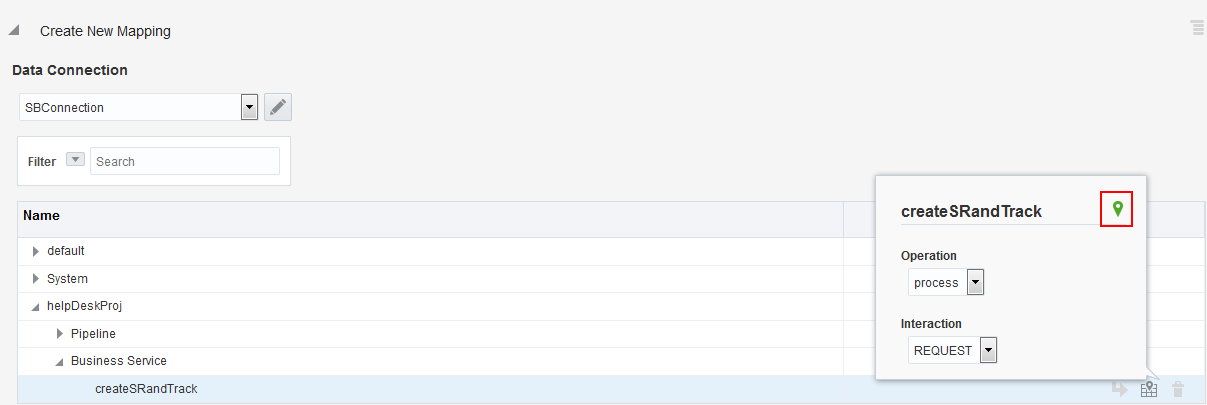 Create New Mapping
Data Connection
SBConnection
Filter Search
Name
default
System
helpDeskProj
Pipeline
Business Service
createSRandTrack
createSRandTrack
Operation
process
Interaction
REQUEST